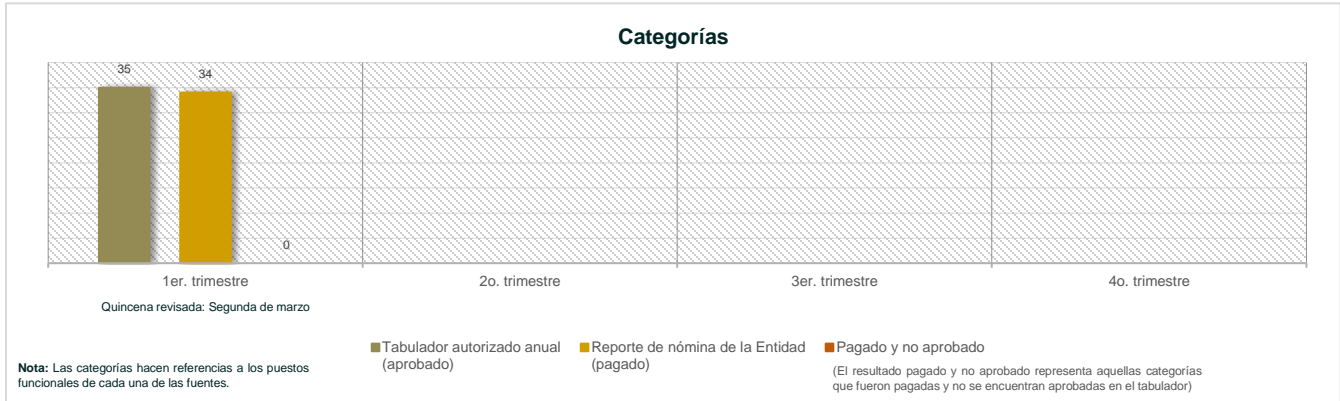 Categorías
35
34
0
1er. trimestre
2o. trimestre
3er. trimestre
4o. trimestre
Quincena revisada: Segunda de marzo
Tabulador autorizado anual
(aprobado)
Reporte de nómina de la Entidad
(pagado)
Pagado y no aprobado
(El resultado pagado y no aprobado representa aquellas categorías
que fueron pagadas y no se encuentran aprobadas en el tabulador)
Nota: Las categorías hacen referencias a los puestos
funcionales de cada una de las fuentes.